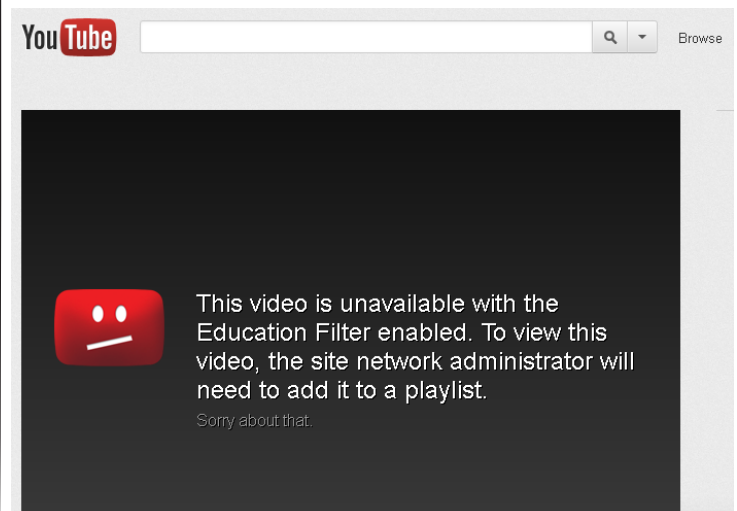 YouTube
Browse
This video is unavailable with the
Education Filter enabled. To view this
video, the site network administrator will
need to add it to a playlist.
Sorry about that.